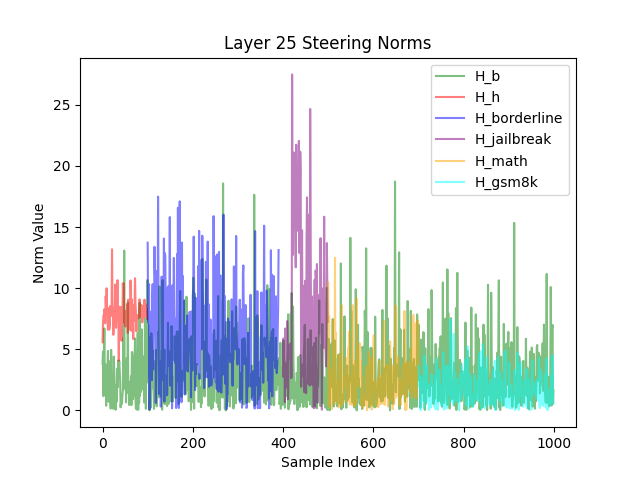 Layer 25 Steering Norms
H_b
H_h
H_borderline
H_jailbreak
H_math
H_gsm8k
Norm Value
25
20
15
10
5
0
0 200 400 600 800 1000
Sample Index